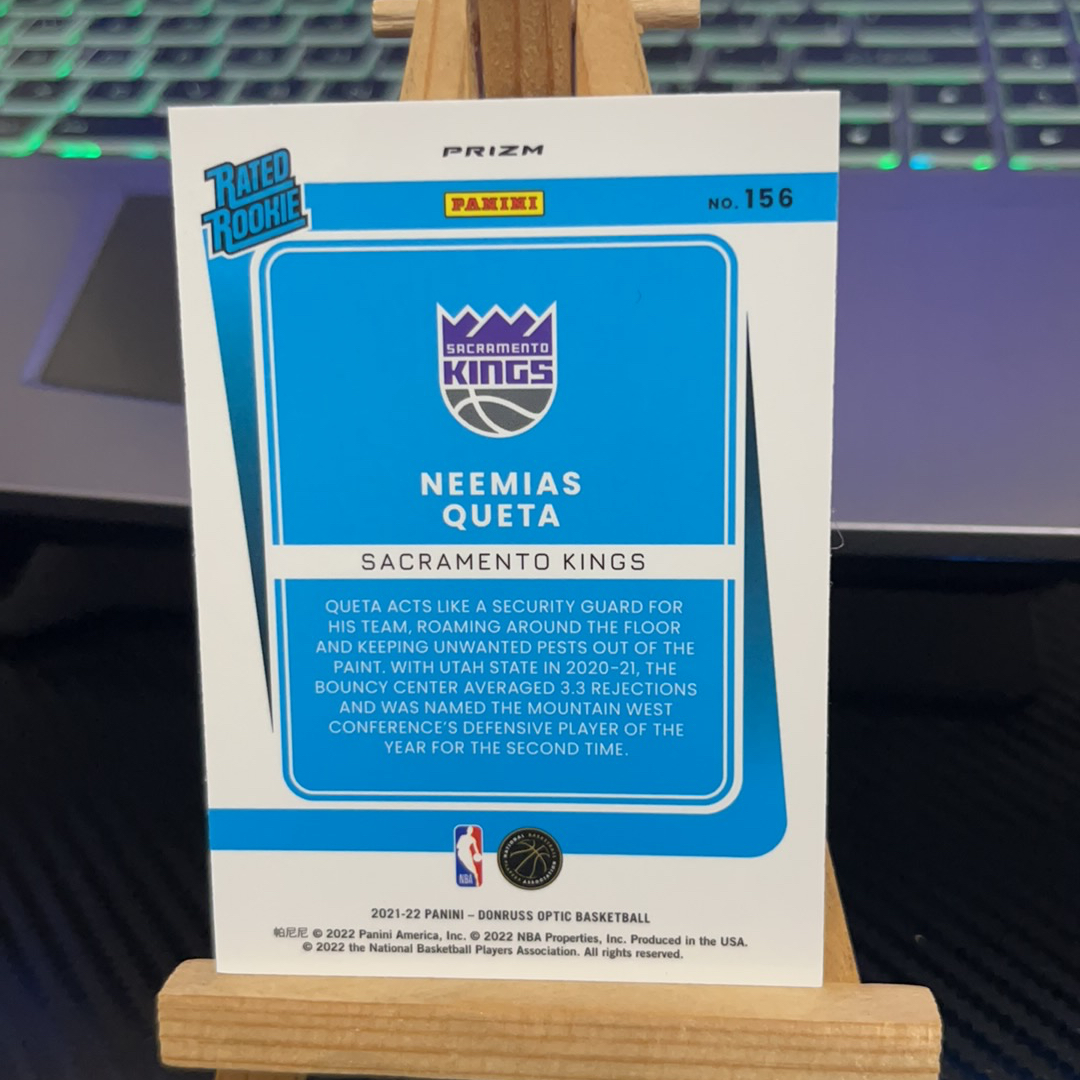 PRIZM
RATED
ROOKIE
PANINI
NO. 156
SACRAMENTO
KINGS
NEEMIAS
QUETA
SACRAMENTO KINGS
QUETA ACTS LIKE A SECURITY GUARD FOR
HIS TEAM, ROAMING AROUND THE FLOOR
AND KEEPING UNWANTED PESTS OUT OF THE
PAINT. WITH UTAH STATE IN 2020-21, THE
BOUNCY CENTER AVERAGED 3.3 REJECTIONS
AND WAS NAMED THE MOUNTAIN WEST
CONFERENCE'S DEFENSIVE PLAYER OF THE
YEAR FOR THE SECOND TIME.
NBA
NATIONAL BASKETBALL
PLAYERS ASSOCIATION
2021-22 PANINI – DONRUSS OPTIC BASKETBALL
帕尼尼 © 2022 Panini America, Inc. © 2022 NBA Properties, Inc. Produced in the USA.
© 2022 the National Basketball Players Association. All rights reserved.